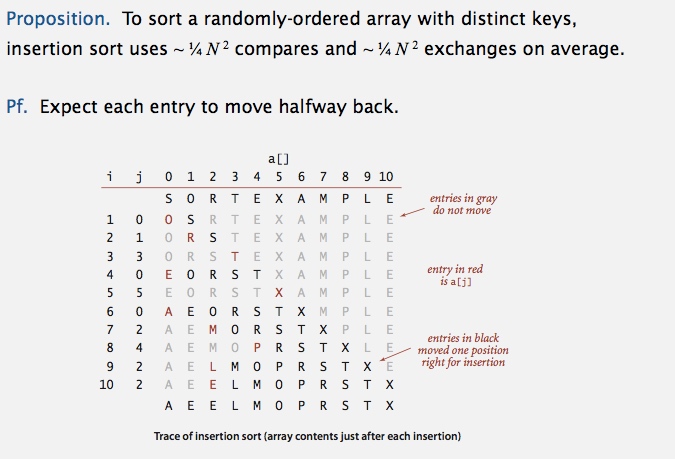 Proposition. To sort a randomly-ordered array with distinct keys,
insertion sort uses ~ ¼ N² compares and ~ ¼ N² exchanges on average.
Pf. Expect each entry to move halfway back.
a[]
i j 0 1 2 3 4 5 6 7 8 9 10
S O R T E X A M P L E
1 0 O S R T E X A M P L E
2 1 O R S T E X A M P L E
3 3 O R S T E X A M P L E
4 0 E O R S T X A M P L E
5 5 E O R S T X A M P L E
6 0 A E O R S T X M P L E
7 2 A E M O R S T X P L E
8 4 A E M O P R S T X L E
9 2 A E L M O P R S T X E
10 2 A E E L M O P R S T X
A E E L M O P R S T X
entries in gray
do not move
entry in red
is a[j]
entries in black
moved one position
right for insertion
Trace of insertion sort (array contents just after each insertion)